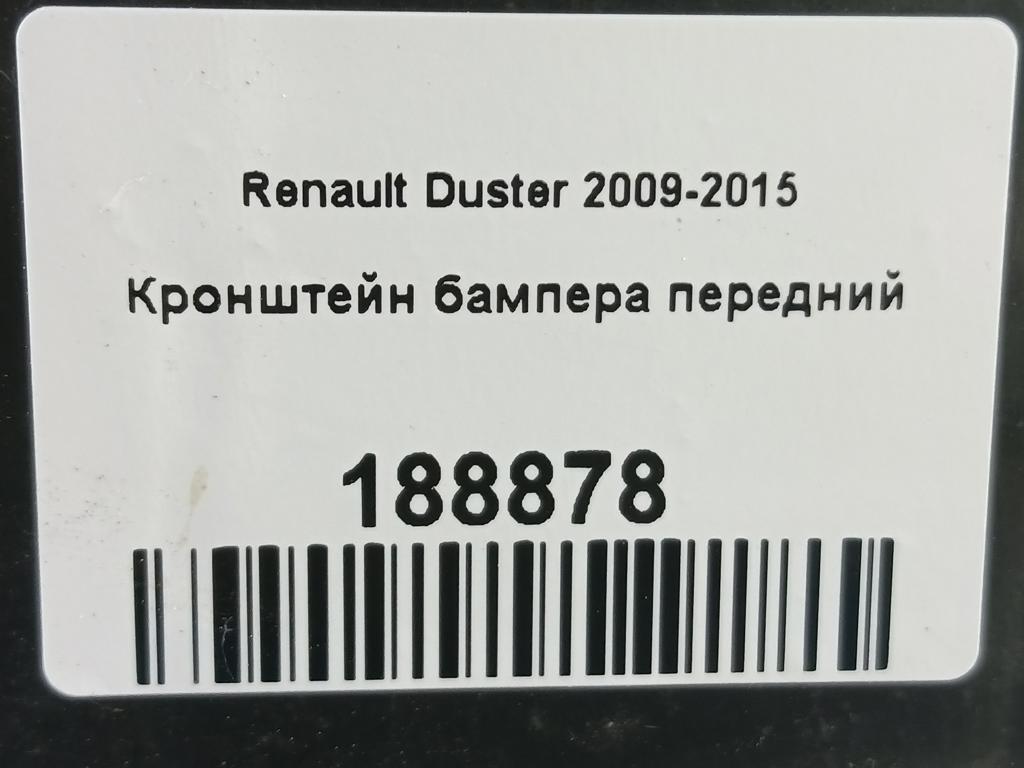 Renault Duster 2009-2015
Кронштейн бампера передний
188878